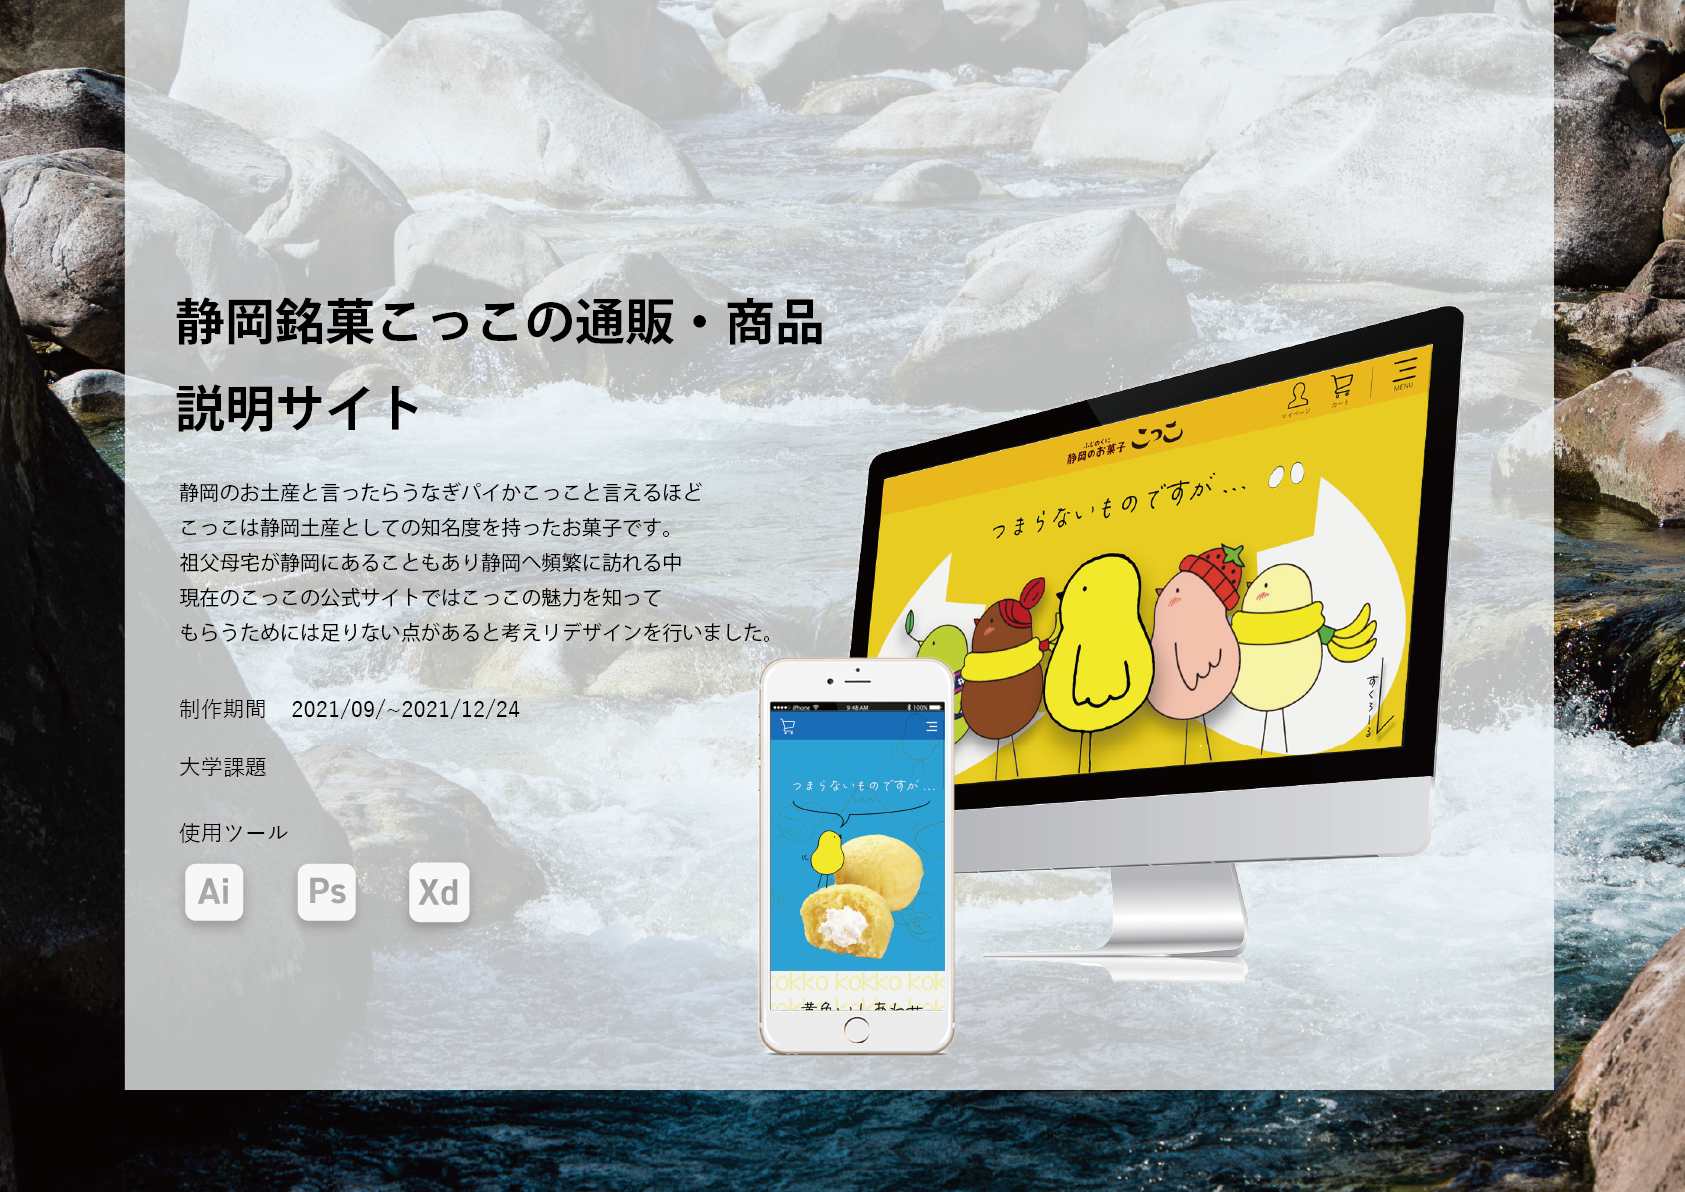 静岡銘菓こっこの通販・商品
説明サイト
静岡のお土産と言ったらうなぎパイかこっこと言えるほど
こっこは静岡土産としての知名度を持ったお菓子です。
祖父母宅が静岡にあることもあり静岡へ頻繁に訪れる中
現在のこっこの公式サイトではこっこの魅力を知って
もらうためには足りない点があると考えリデザインを行いました。
制作期間 2021/09/~2021/12/24
大学課題
使用ツール
Ai Ps Xd
マイページ カート MENU
ふじのくに
静岡のお菓子 こっこ
つまらないものですが...
すくろーる
iPhone 9:48 AM 100%
つまらないものですが...
kokko kokko kok
黄色いしあわせ